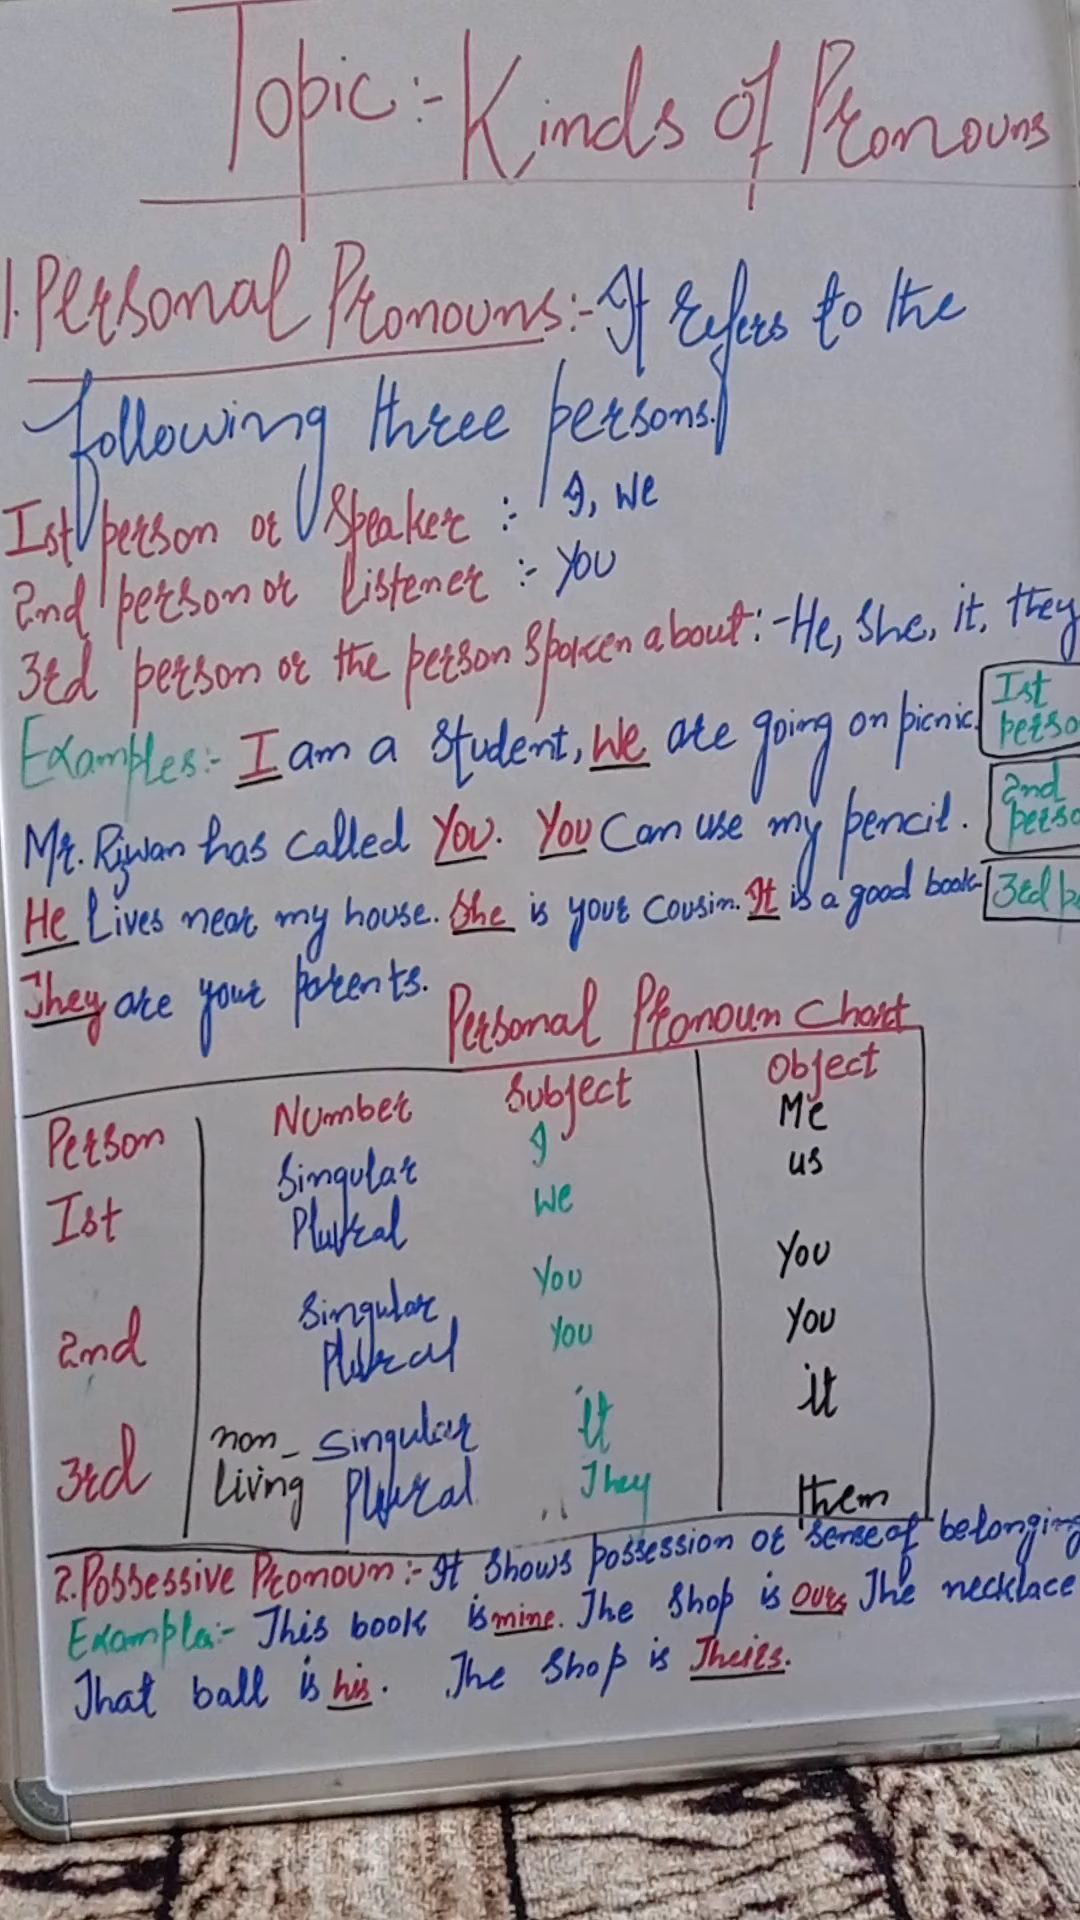 Topic:- Kinds of Pronouns
1. Personal Pronouns:- It refers to the
following three persons.
Ist person or Speaker :- I, We
2nd person or listener :- You
3rd person or the person Spoken about:- He, She, it, they
Examples:- I am a Student, We are going on picnic. Ist perso
Mr. Rizwan has called You. You Can use my pencil. 2nd perso
He lives near my house. She is your Cousin. It is a good book. 3rd p
They are your parents.
Personal Pronoun Chart
Person Number Subject Object
Ist Singular I Me
Plural We us
2nd Singular You You
Plural You You
3rd non-living Singular it it
Plural They them
2. Possessive Pronoun:- It Shows possession or sense of belonging
Example:- This book is mine. The Shop is Ours. The necklace
That ball is his. The Shop is Theirs.